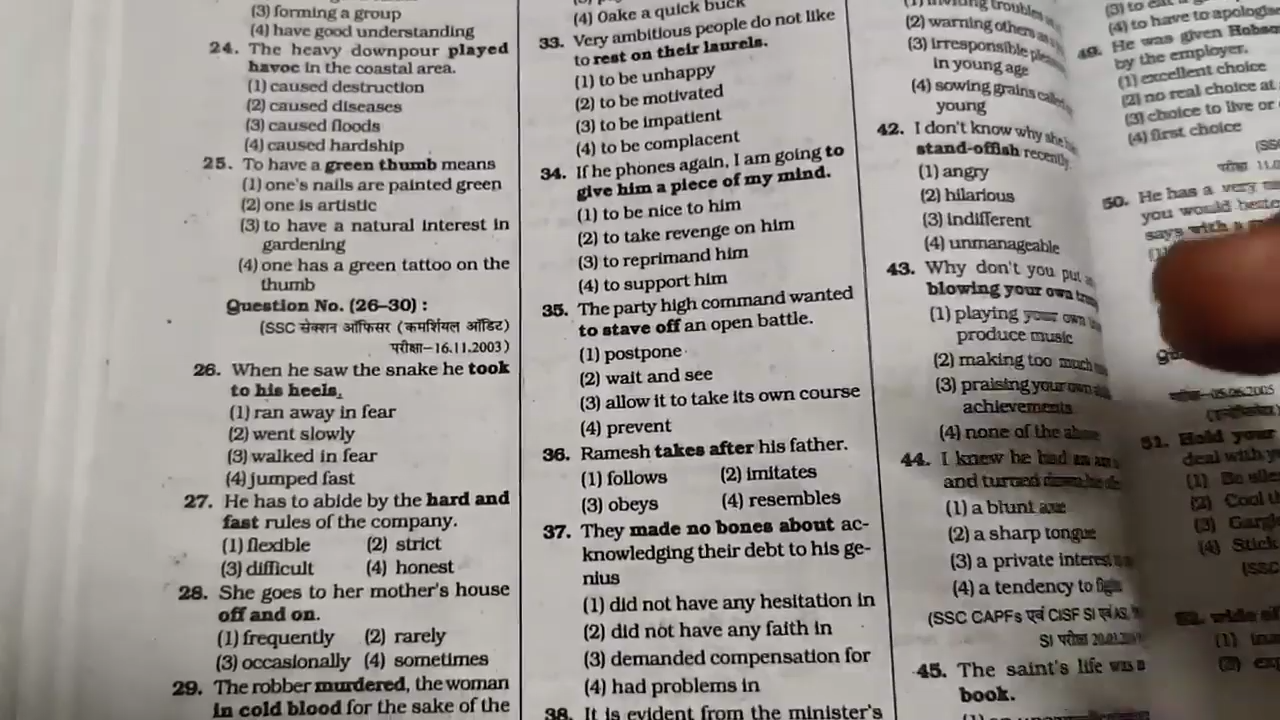 (3) forming a group
(4) have good understanding
24. The heavy downpour played
havoc in the coastal area.
(1) caused destruction
(2) caused diseases
(3) caused floods
(4) caused hardship
25. To have a green thumb means
(1) one's nails are painted green
(2) one is artistic
(3) to have a natural interest in
gardening
(4) one has a green tattoo on the
thumb
Question No. (26–30) :
(SSC सेक्शन ऑफिसर (कमर्शियल ऑडिट)
परीक्षा–16.11.2003)
26. When he saw the snake he took
to his heels.
(1) ran away in fear
(2) went slowly
(3) walked in fear
(4) jumped fast
27. He has to abide by the hard and
fast rules of the company.
(1) flexible (2) strict
(3) difficult (4) honest
28. She goes to her mother's house
off and on.
(1) frequently (2) rarely
(3) occasionally (4) sometimes
29. The robber murdered, the woman
in cold blood for the sake of the
(4) Oake a quick buck
33. Very ambitious people do not like
to rest on their laurels.
(1) to be unhappy
(2) to be motivated
(3) to be impatient
(4) to be complacent
34. If he phones again, I am going to
give him a piece of my mind.
(1) to be nice to him
(2) to take revenge on him
(3) to reprimand him
(4) to support him
35. The party high command wanted
to stave off an open battle.
(1) postpone
(2) wait and see
(3) allow it to take its own course
(4) prevent
36. Ramesh takes after his father.
(1) follows (2) imitates
(3) obeys (4) resembles
37. They made no bones about ac-
knowledging their debt to his ge-
nius
(1) did not have any hesitation in
(2) did not have any faith in
(3) demanded compensation for
(4) had problems in
38. It is evident from the minister's
(1) inviting troubles
(2) warning others
(3) irresponsible
in young age
(4) sowing grains
young
42. I don't know why she
stand-offish recently.
(1) angry
(2) hilarious
(3) indifferent
(4) unmanageable
43. Why don't you put
blowing your own
(1) playing your own
produce music
(2) making too much
(3) praising your own
achievements
(4) none of the
44. I knew he had an
and turned
(1) a blunt axe
(2) a sharp tongue
(3) a private interest
(4) a tendency to
(SSC CAPFs एवं CISF SI एवं
SI परीक्षा
45. The saint's life was
book.
(3) to
(4) to have to
49. He was given
by the employer.
(1) excellent choice
(2) no real choice at
(3) choice to live or
(4) first choice
50. He has a very
you would
says with a
51. Hold your
deal with
(1) Be
(2) Cool
(3)
(4) Stick
(1)